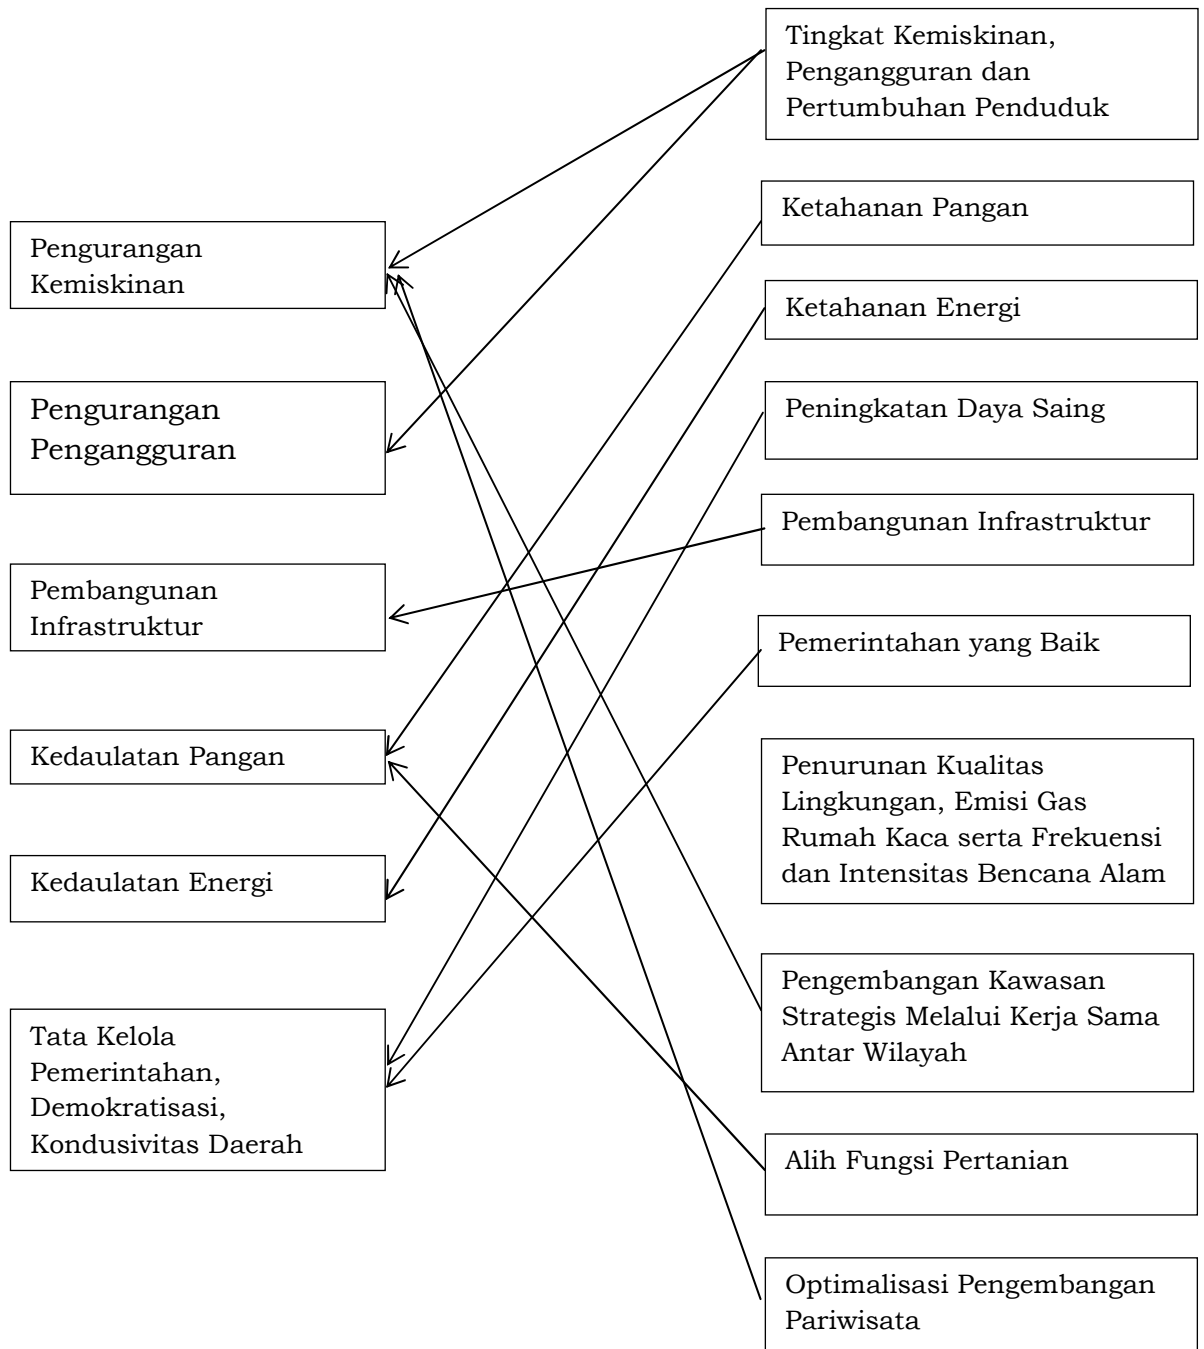 Pengurangan
Kemiskinan
Pengurangan
Pengangguran
Pembangunan
Infrastruktur
Kedaulatan Pangan
Kedaulatan Energi
Tata Kelola
Pemerintahan,
Demokratisasi,
Kondusivitas Daerah
Tingkat Kemiskinan,
Pengangguran dan
Pertumbuhan Penduduk
Ketahanan Pangan
Ketahanan Energi
Peningkatan Daya Saing
Pembangunan Infrastruktur
Pemerintahan yang Baik
Penurunan Kualitas
Lingkungan, Emisi Gas
Rumah Kaca serta Frekuensi
dan Intensitas Bencana Alam
Pengembangan Kawasan
Strategis Melalui Kerja Sama
Antar Wilayah
Alih Fungsi Pertanian
Optimalisasi Pengembangan
Pariwisata